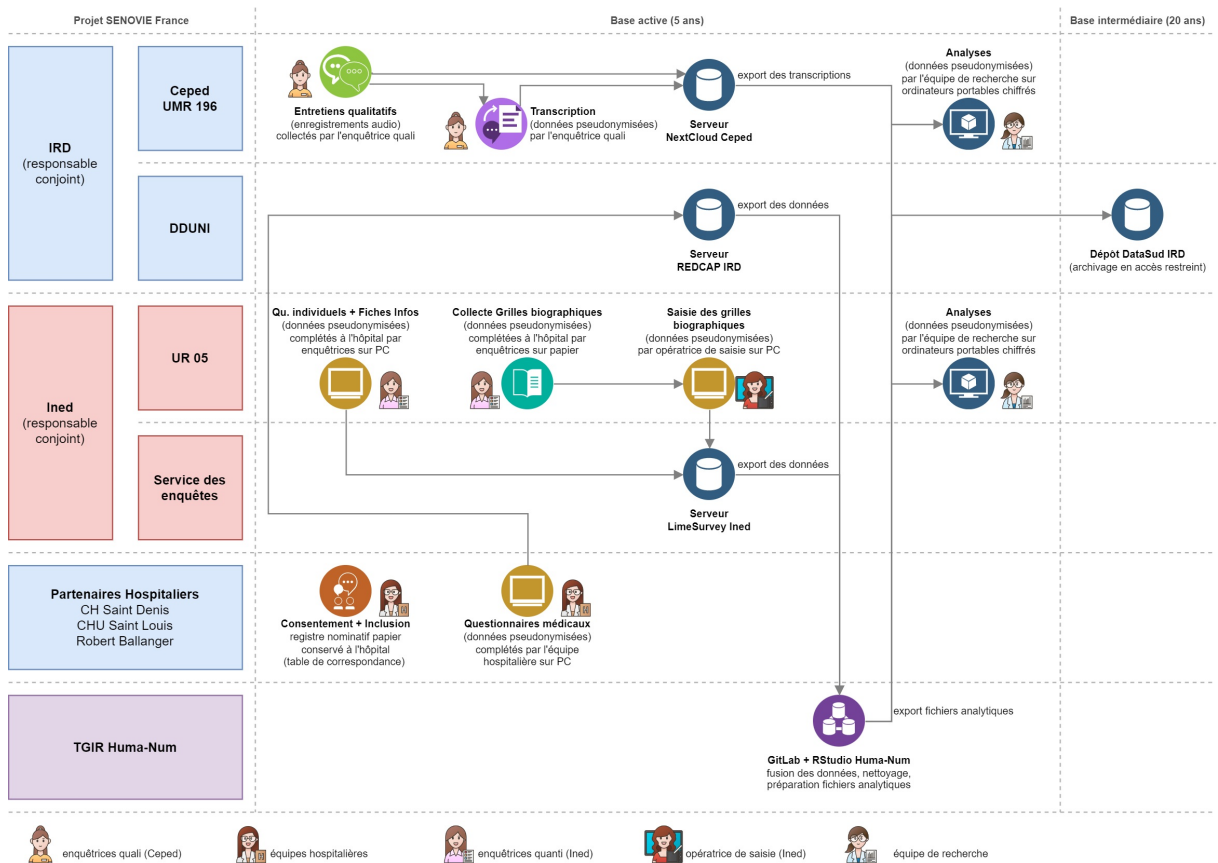 Projet SENOVIE France
Base active (5 ans)
Base intermédiaire (20 ans)
IRD
(responsable
conjoint)
Ceped
UMR 196
Entretiens qualitatifs
(enregistrements audio)
collectés par l'enquêtrice quali
Transcription
(données pseudonymisées)
par l'enquêtrice quali
Serveur
NextCloud Ceped
export des transcriptions
Analyses
(données pseudonymisées)
par l'équipe de recherche sur
ordinateurs portables chiffrés
DDUNI
Serveur
REDCAP IRD
export des données
Dépôt DataSud IRD
(archivage en accès restreint)
Ined
(responsable
conjoint)
UR 05
Qu. individuels + Fiches Infos
(données pseudonymisées)
complétés à l'hôpital par
enquêtrices sur PC
Collecte Grilles biographiques
(données pseudonymisées)
complétées à l'hôpital par
enquêtrices sur papier
Saisie des grilles
biographiques
(données pseudonymisées)
par opératrice de saisie sur PC
Analyses
(données pseudonymisées)
par l'équipe de recherche sur
ordinateurs portables chiffrés
Service des
enquêtes
export des données
Serveur
LimeSurvey Ined
Partenaires Hospitaliers
CH Saint Denis
CHU Saint Louis
Robert Ballanger
Consentement + Inclusion
registre nominatif papier
conservé à l'hôpital
(table de correspondance)
Questionnaires médicaux
(données pseudonymisées)
complétés par l'équipe
hospitalière sur PC
TGIR Huma-Num
export fichiers analytiques
GitLab + RStudio Huma-Num
fusion des données, nettoyage,
préparation fichiers analytiques
enquêtrices quali (Ceped)
équipes hospitalières
enquêtrices quanti (Ined)
opératrice de saisie (Ined)
équipe de recherche